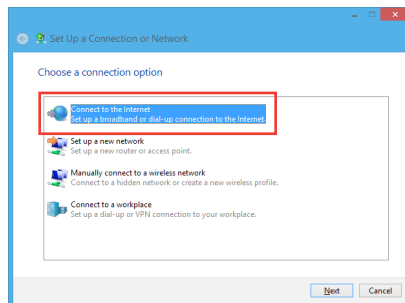 Set Up a Connection or Network
Choose a connection option
Connect to the Internet
Set up a broadband or dial-up connection to the Internet.
Set up a new network
Set up a new router or access point.
Manually connect to a wireless network
Connect to a hidden network or create a new wireless profile.
Connect to a workplace
Set up a dial-up or VPN connection to your workplace.
Next Cancel